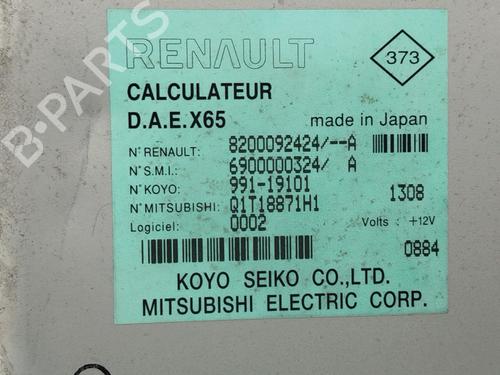 RENAULT
373
CALCULATEUR
D.A.E.X65
made in Japan
N° RENAULT: 8200092424/--A
N° S.M.I.: 6900000324/ A
N° KOYO: 991-19101
1308
N° MITSUBISHI: Q1T18871H1
Logiciel: 0002
Volts : +12V
0884
KOYO SEIKO CO.,LTD.
MITSUBISHI ELECTRIC CORP.
B-PARTS